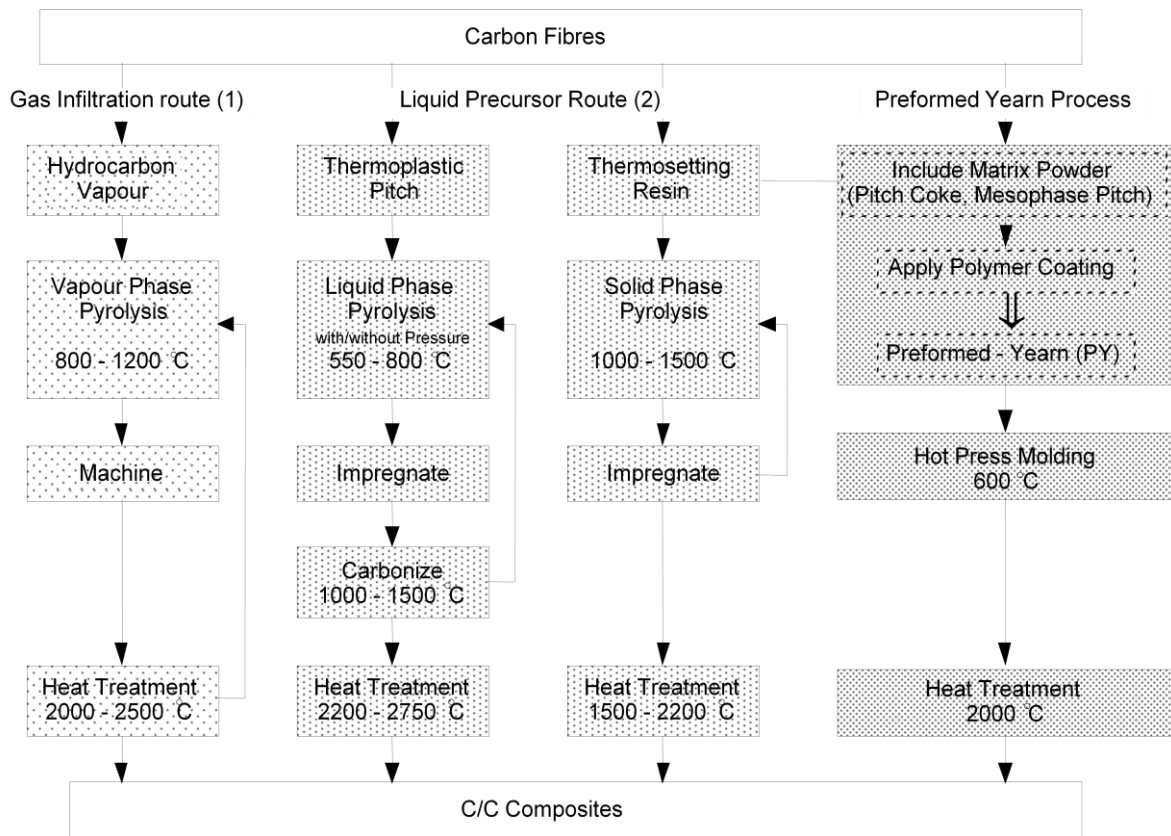 Carbon Fibres
Gas Infiltration route (1)
Liquid Precursor Route (2)
Preformed Yearn Process
Hydrocarbon
Vapour
Thermoplastic
Pitch
Thermosetting
Resin
Include Matrix Powder
(Pitch Coke, Mesophase Pitch)
Vapour Phase
Pyrolysis
800 - 1200 °C
Liquid Phase
Pyrolysis
with/without Pressure
550 - 800 °C
Solid Phase
Pyrolysis
1000 - 1500 °C
Apply Polymer Coating
Preformed - Yearn (PY)
Machine
Impregnate
Impregnate
Hot Press Molding
600 °C
Carbonize
1000 - 1500 °C
Heat Treatment
2000 - 2500 °C
Heat Treatment
2200 - 2750 °C
Heat Treatment
1500 - 2200 °C
Heat Treatment
2000 °C
C/C Composites